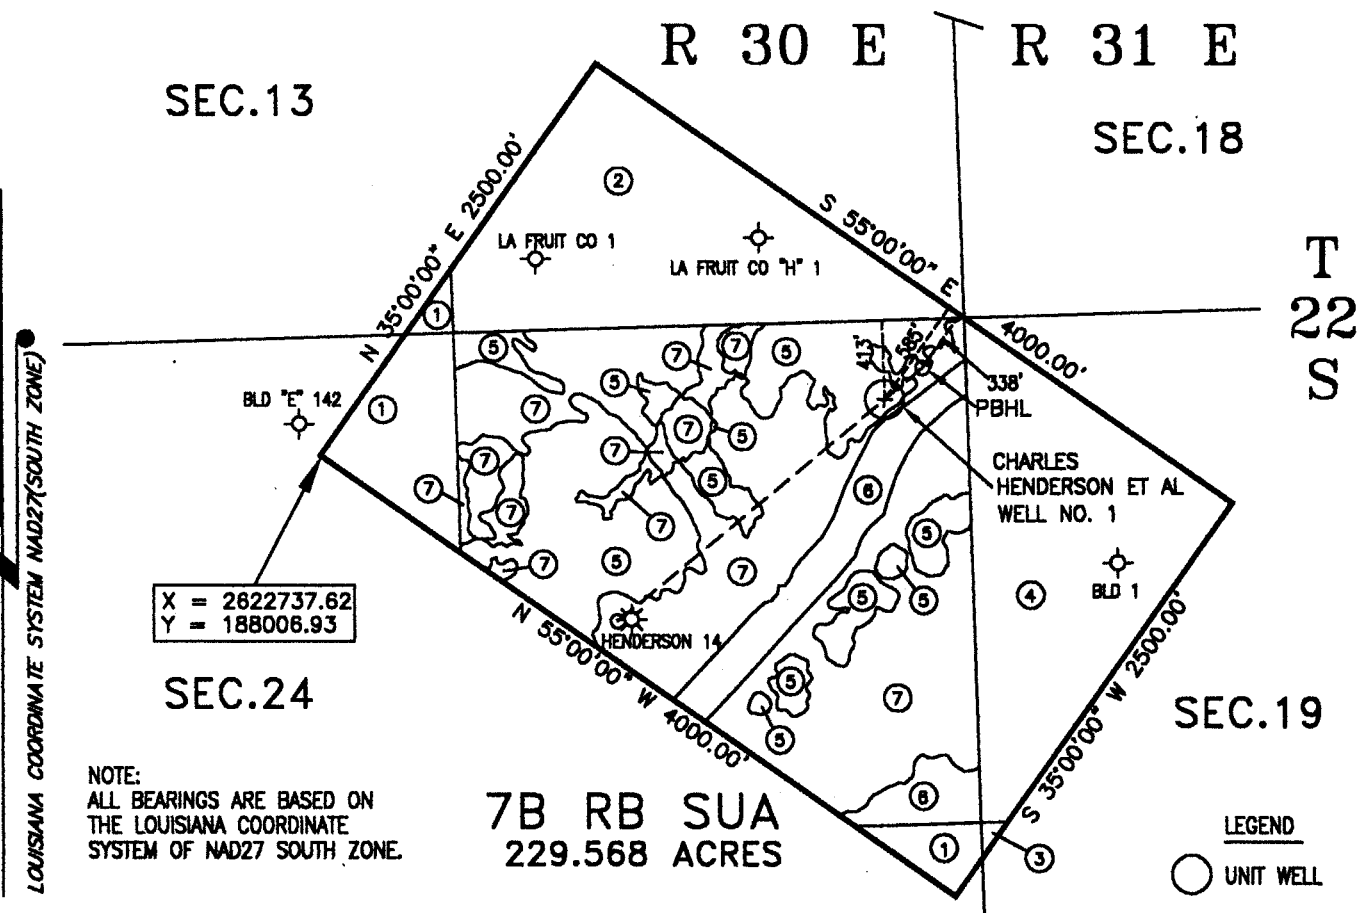 R 30 E
R 31 E
SEC.13
SEC.18
T
22
S
N 35°00'00" E 2500.00'
S 55°00'00" E
4000.00'
2
LA FRUIT CO 1
LA FRUIT CO "H" 1
1
5
7
7
5
413'
585'
338'
PBHL
BLD "E" 142
1
5
7
7
5
7
7
5
7
7
7
6
CHARLES
HENDERSON ET AL
WELL NO. 1
5
7
5
7
5
5
4
BLD 1
X = 2622737.62
Y = 188006.93
HENDERSON 14
N 55°00'00" W 4000.00'
S 35°00'00" W 2500.00'
SEC.24
SEC.19
5
5
7
6
1
3
NOTE:
ALL BEARINGS ARE BASED ON
THE LOUISIANA COORDINATE
SYSTEM OF NAD27 SOUTH ZONE.
7B RB SUA
229.568 ACRES
LEGEND
UNIT WELL
LOUISIANA COORDINATE SYSTEM NAD27(SOUTH ZONE)